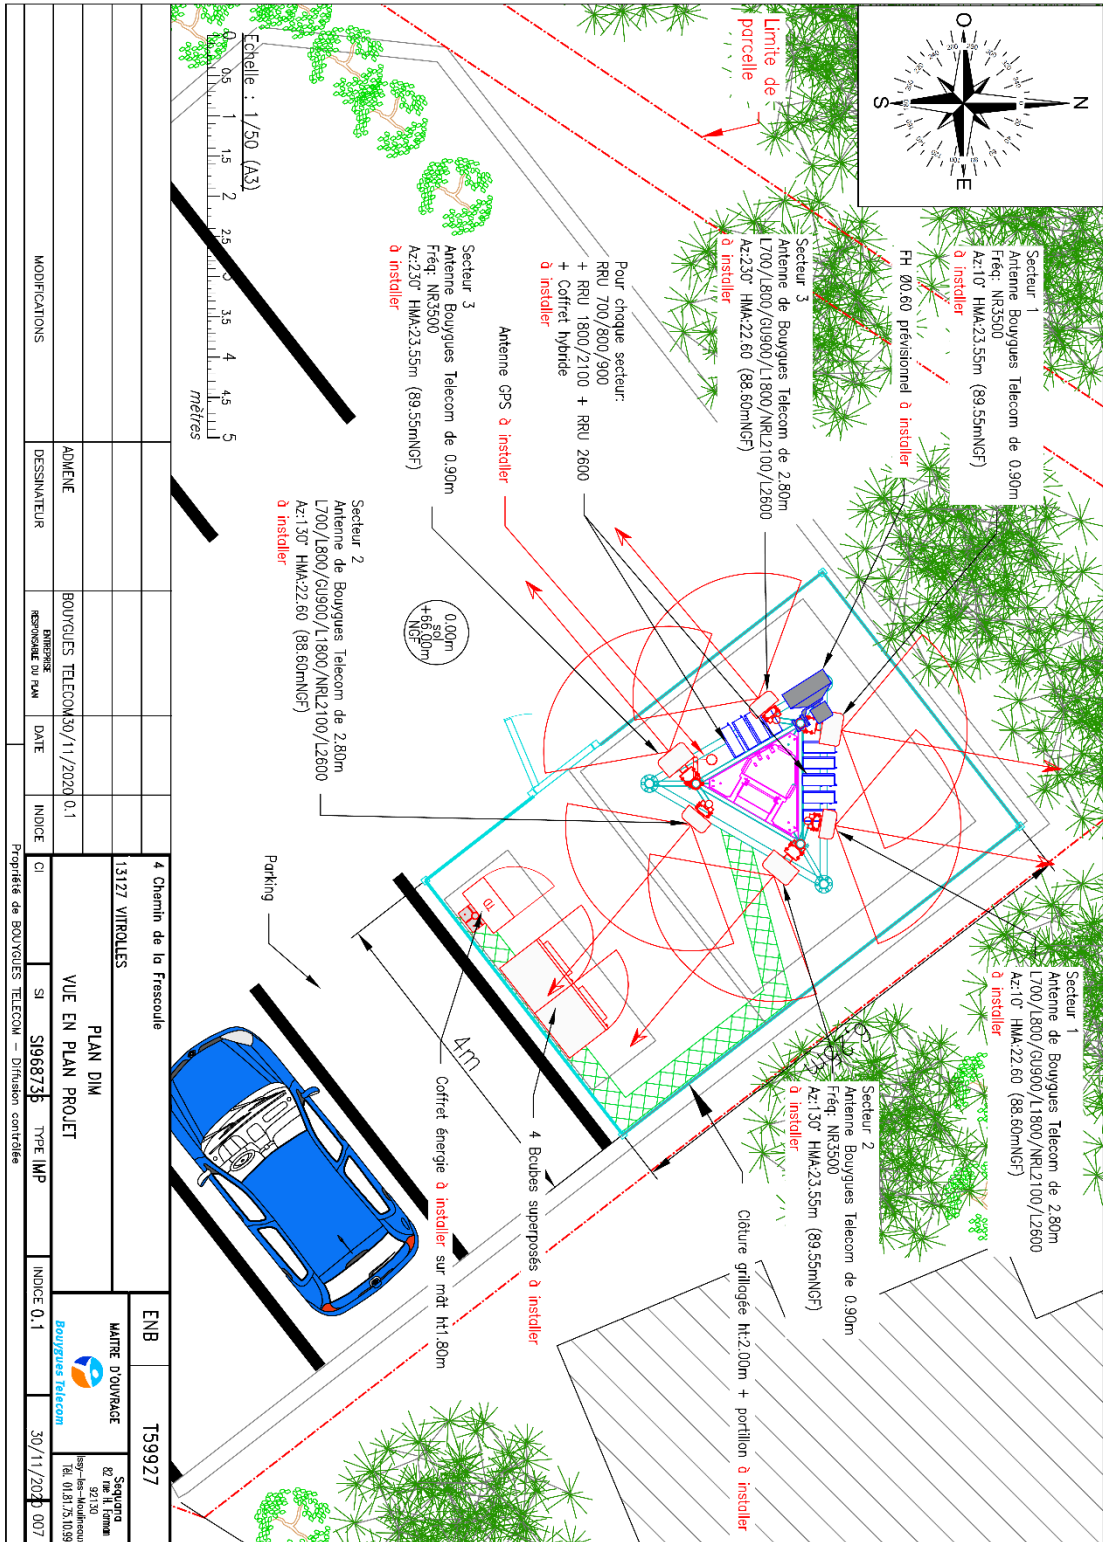 O
N
S
E
Limite de
parcelle
Secteur 1
Antenne Bouygues Telecom de 0.90m
Fréq: NR3500
Az:10° HMA:23.55m (89.55mNGF)
à installer
FH Ø0.60 prévisionnel à installer
Secteur 3
Antenne de Bouygues Telecom de 2.80m
L700/L800/GU900/L1800/NRL2100/L2600
Az:230° HMA:22.60 (88.60mNGF)
à installer
Pour chaque secteur:
RRU 700/800/900
+ RRU 1800/2100 + RRU 2600
+ Coffret hybride
à installer
Antenne GPS à installer
Secteur 3
Antenne Bouygues Telecom de 0.90m
Fréq: NR3500
Az:230° HMA:23.55m (89.55mNGF)
à installer
Secteur 2
Antenne de Bouygues Telecom de 2.80m
L700/L800/GU900/L1800/NRL2100/L2600
Az:130° HMA:22.60 (88.60mNGF)
à installer
0.00m
sol
+66.00m
NGF
Secteur 1
Antenne de Bouygues Telecom de 2.80m
L700/L800/GU900/L1800/NRL2100/L2600
Az:10° HMA:22.60 (88.60mNGF)
à installer
Secteur 2
Antenne Bouygues Telecom de 0.90m
Fréq: NR3500
Az:130° HMA:23.55m (89.55mNGF)
à installer
Clôture grillagée ht:2.00m + portillon à installer
4 Bcubes superposés à installer
Coffret énergie à installer sur mât ht1.80m
TD
4m
Parking
Echelle : 1/50 (A3)
0 0.5 1 1.5 2 2.5 3.5 4 4.5 5
mètres
4 Chemin de la Frescoule
13127 VITROLLES
PLAN DIM
VUE EN PLAN PROJET
ENB T59927
MAITRE D'OUVRAGE
Bouygues Telecom
Sequana
82 rue H. Farman
92130
Issy-les-Moulineaux
Tél. 01.81.75.10.99
ADMENE BOUYGUES TELECOM 30/11/2020 0.1
MODIFICATIONS DESSINATEUR ENTREPRISE RESPONSABLE DU PLAN DATE INDICE
CI SI TYPE IMP INDICE 0.1 30/11/2020 007
Propriété de BOUYGUES TELECOM – Diffusion contrôlée